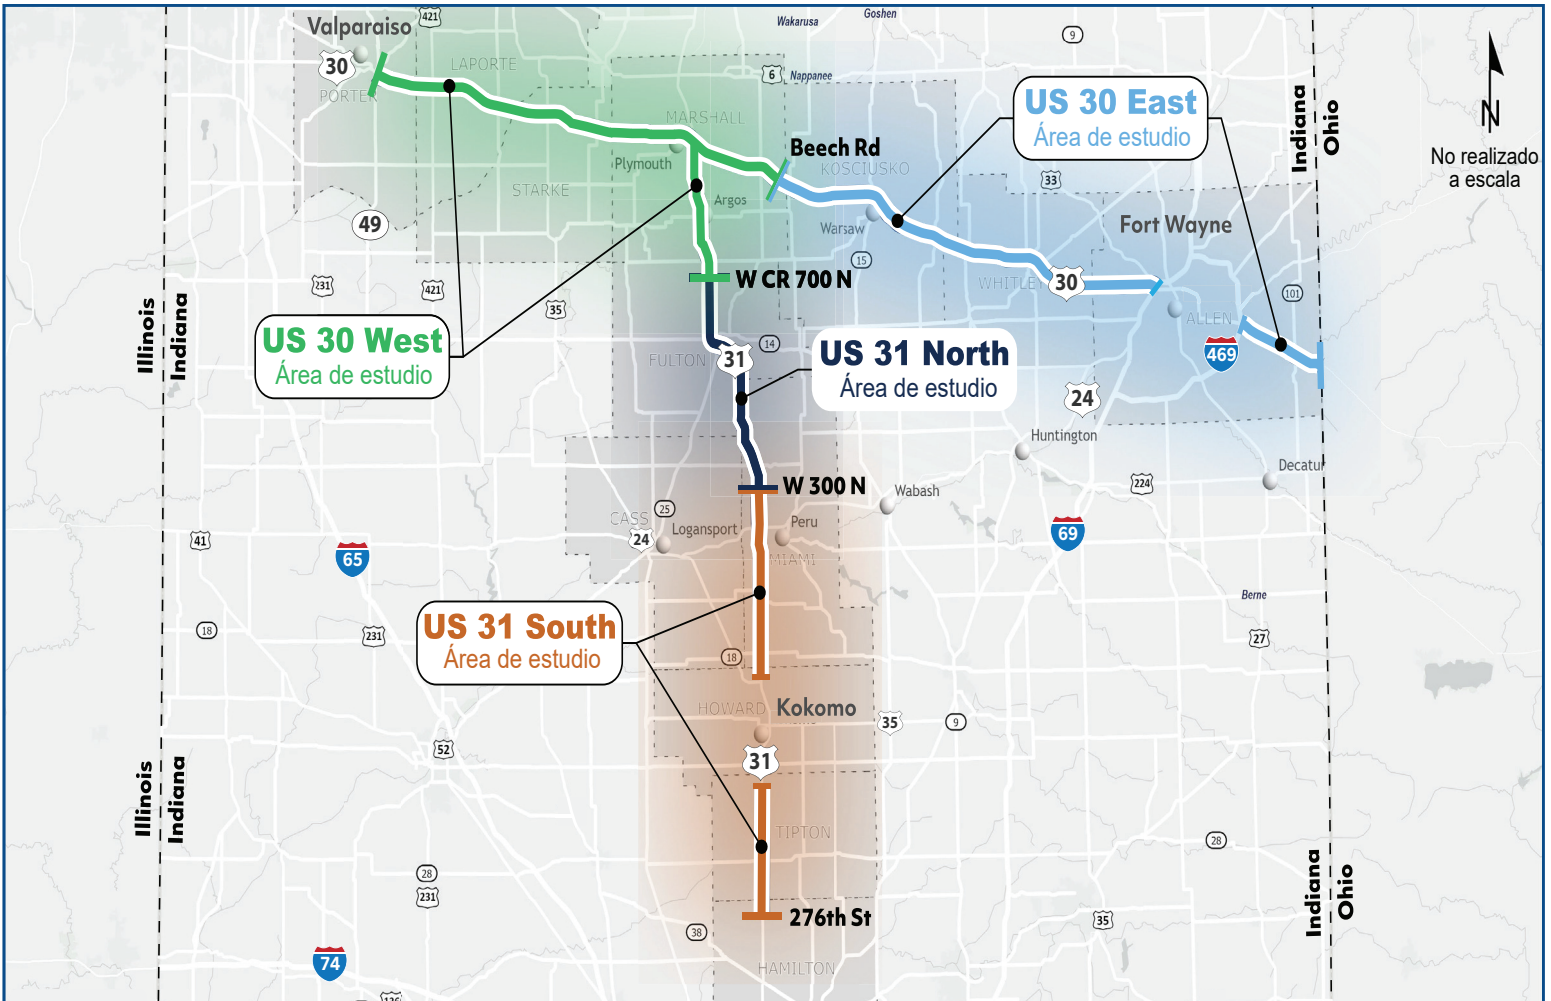 421
Goshen
Wakarusa
9
Valparaiso
30
LAPORTE
PORTER
6
Nappanee
US 30 East
Área de estudio
Indiana
Ohio
N
No realizado
a escala
MARSHALL
Plymouth
Beech Rd
KOSCIUSKO
33
STARKE
Argos
49
Warsaw
Fort Wayne
15
231
421
35
W CR 700 N
WHITLEY
30
101
ALLEN
Illinois
Indiana
US 30 West
Área de estudio
FULTON
14
31
US 31 North
Área de estudio
469
24
Huntington
Decatur
224
W 300 N
Wabash
CASS
25
24
Logansport
Peru
MIAMI
41
65
69
Berne
18
231
27
US 31 South
Área de estudio
18
HOWARD
Kokomo
35
9
52
31
Illinois
Indiana
TIPTON
28
28
231
Indiana
Ohio
276th St
35
38
74
HAMILTON
136